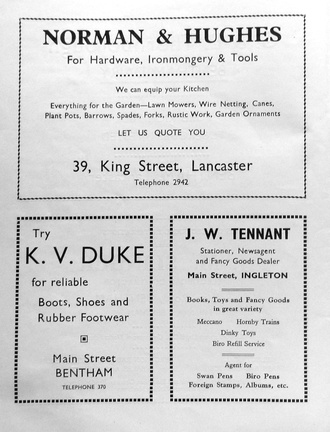 NORMAN & HUGHES
For Hardware, Ironmongery & Tools
We can equip your Kitchen
Everything for the Garden—Lawn Mowers, Wire Netting, Canes,
Plant Pots, Barrows, Spades, Forks, Rustic Work, Garden Ornaments
LET US QUOTE YOU
39, King Street, Lancaster
Telephone 2942
Try
K. V. DUKE
for reliable
Boots, Shoes and
Rubber Footwear
Main Street
BENTHAM
TELEPHONE 370
J. W. TENNANT
Stationer, Newsagent
and Fancy Goods Dealer
Main Street, INGLETON
Books, Toys and Fancy Goods
in great variety
Meccano Hornby Trains
Dinky Toys
Biro Refill Service
Agent for
Swan Pens Biro Pens
Foreign Stamps, Albums, etc.